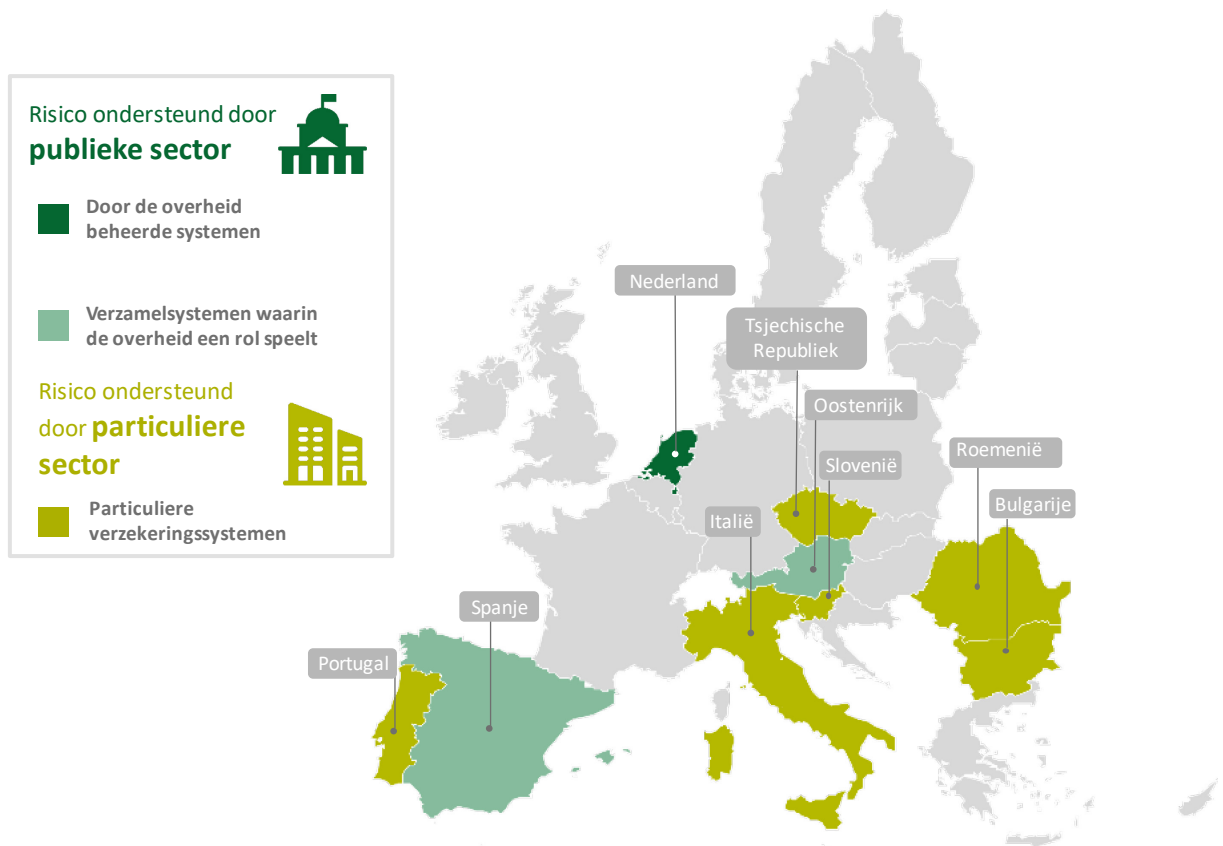 Risico ondersteund door
publieke sector
Door de overheid
beheerde systemen
Verzamelsystemen waarin
de overheid een rol speelt
Risico ondersteund
door particuliere
sector
Particuliere
verzekeringssystemen
Nederland
Tsjechische
Republiek
Oostenrijk
Slovenië
Roemenië
Bulgarije
Italië
Spanje
Portugal